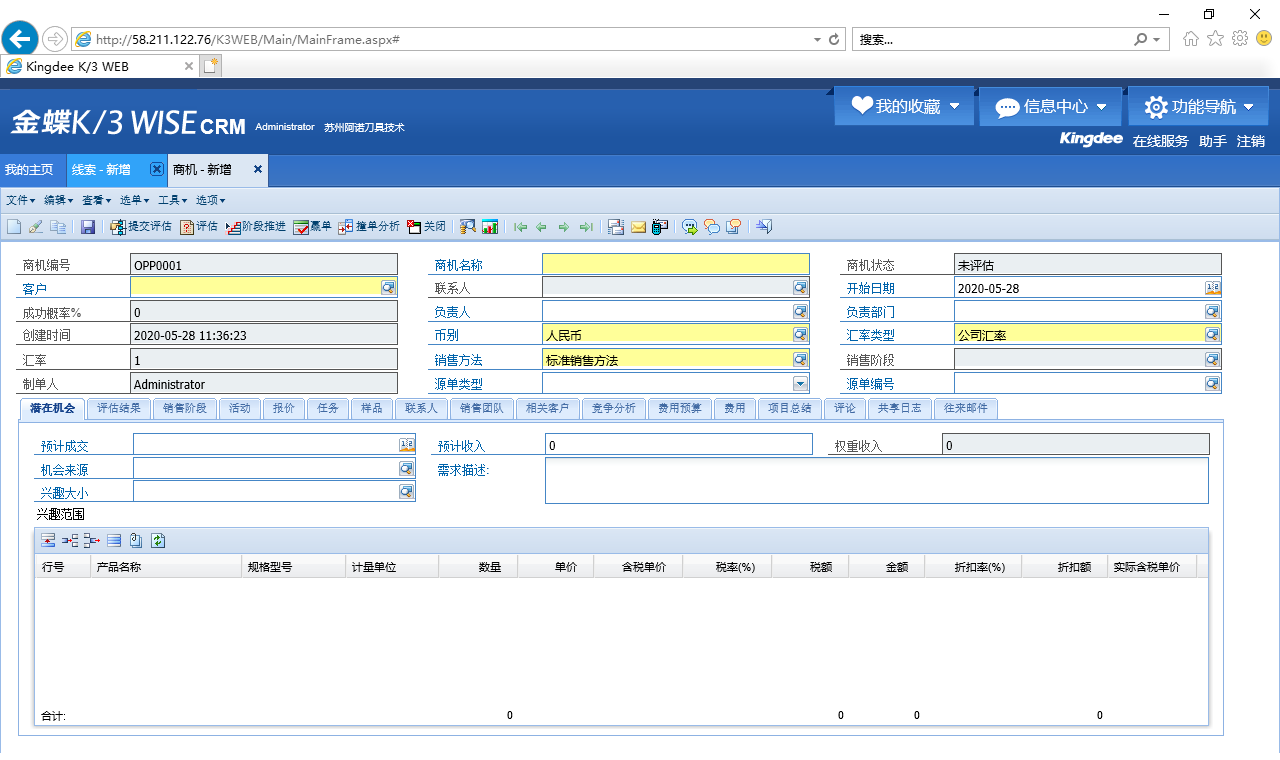 http://58.211.122.76/K3WEB/Main/MainFrame.aspx#
搜索...
Kingdee K/3 WEB
我的收藏 信息中心 功能导航
金蝶K/3 WISE CRM Administrator 苏州阿诺刀具技术
Kingdee 在线服务 助手 注销
我的主页 线索 - 新增 商机 - 新增
文件 编辑 查看 选单 工具 选项
提交评估 评估 阶段推进 赢单 撞单分析 关闭
商机编号 OPP0001 商机名称 商机状态 未评估
客户 联系人 开始日期 2020-05-28
成功概率% 0 负责人 负责部门
创建时间 2020-05-28 11:36:23 币别 人民币 汇率类型 公司汇率
汇率 1 销售方法 标准销售方法 销售阶段
制单人 Administrator 源单类型 源单编号
潜在机会 评估结果 销售阶段 活动 报价 任务 样品 联系人 销售团队 相关客户 竞争分析 费用预算 费用 项目总结 评论 共享日志 往来邮件
预计成交 预计收入 0 权重收入 0
机会来源 需求描述:
兴趣大小
兴趣范围
行号 产品名称 规格型号 计量单位 数量 单价 含税单价 税率(%) 税额 金额 折扣率(%) 折扣额 实际含税单价
合计: 0 0 0 0